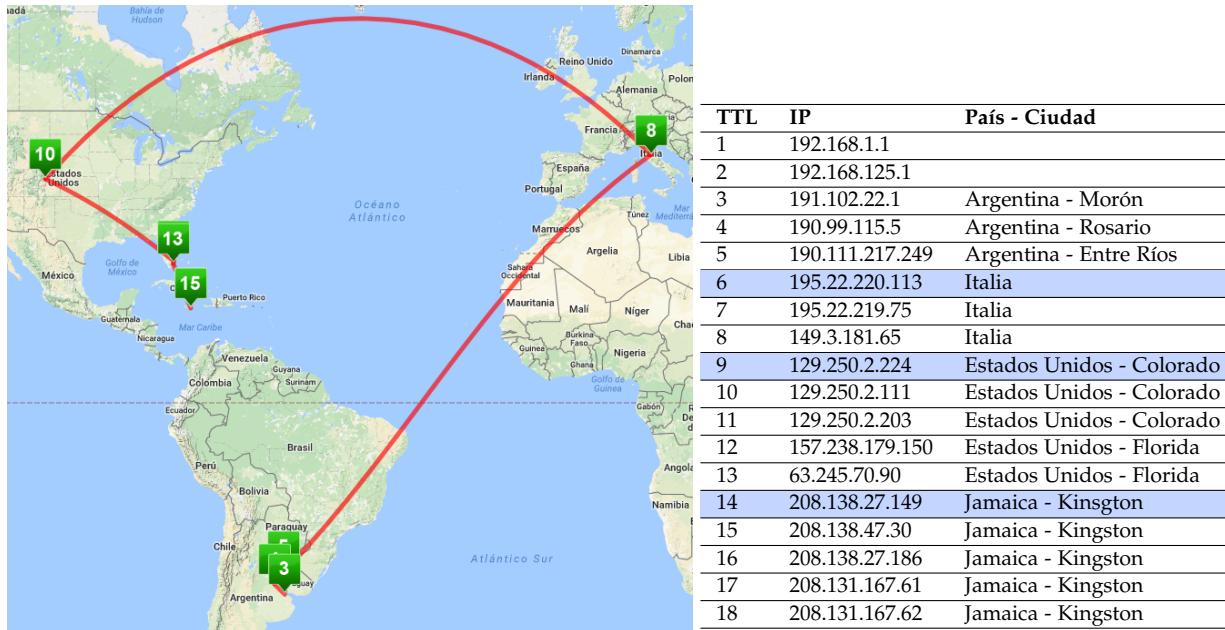 nadá
Bahía de
Hudson
Dinamarca
Reino Unido
Irlanda
Polon
Alemania
Francia
8
Italia
10
Estados
Unidos
España
Portugal
Océano
Atlántico
Túnez
Mar
Mediterrá
Marruecos
13
Argelia
Libia
Golfo de
México
México
Sahara
Occidental
15
C
Puerto Rico
Guatemala
Mar Caribe
Nicaragua
Mauritania
Malí
Níger
Cha
Burkina
Faso
Guinea
Nigeria
Ghana
Venezuela
Guyana
Surinam
Colombia
Golfo de
Guinea
Ecuador
Gabón
Brasil
Perú
Angola
Bolivia
Namibia
Paraguay
Chile
5
3
uguay
Atlántico Sur
Argentina
TTL IP País - Ciudad
1 192.168.1.1
2 192.168.125.1
3 191.102.22.1 Argentina - Morón
4 190.99.115.5 Argentina - Rosario
5 190.111.217.249 Argentina - Entre Ríos
6 195.22.220.113 Italia
7 195.22.219.75 Italia
8 149.3.181.65 Italia
9 129.250.2.224 Estados Unidos - Colorado
10 129.250.2.111 Estados Unidos - Colorado
11 129.250.2.203 Estados Unidos - Colorado
12 157.238.179.150 Estados Unidos - Florida
13 63.245.70.90 Estados Unidos - Florida
14 208.138.27.149 Jamaica - Kinsgton
15 208.138.47.30 Jamaica - Kingston
16 208.138.27.186 Jamaica - Kingston
17 208.131.167.61 Jamaica - Kingston
18 208.131.167.62 Jamaica - Kingston